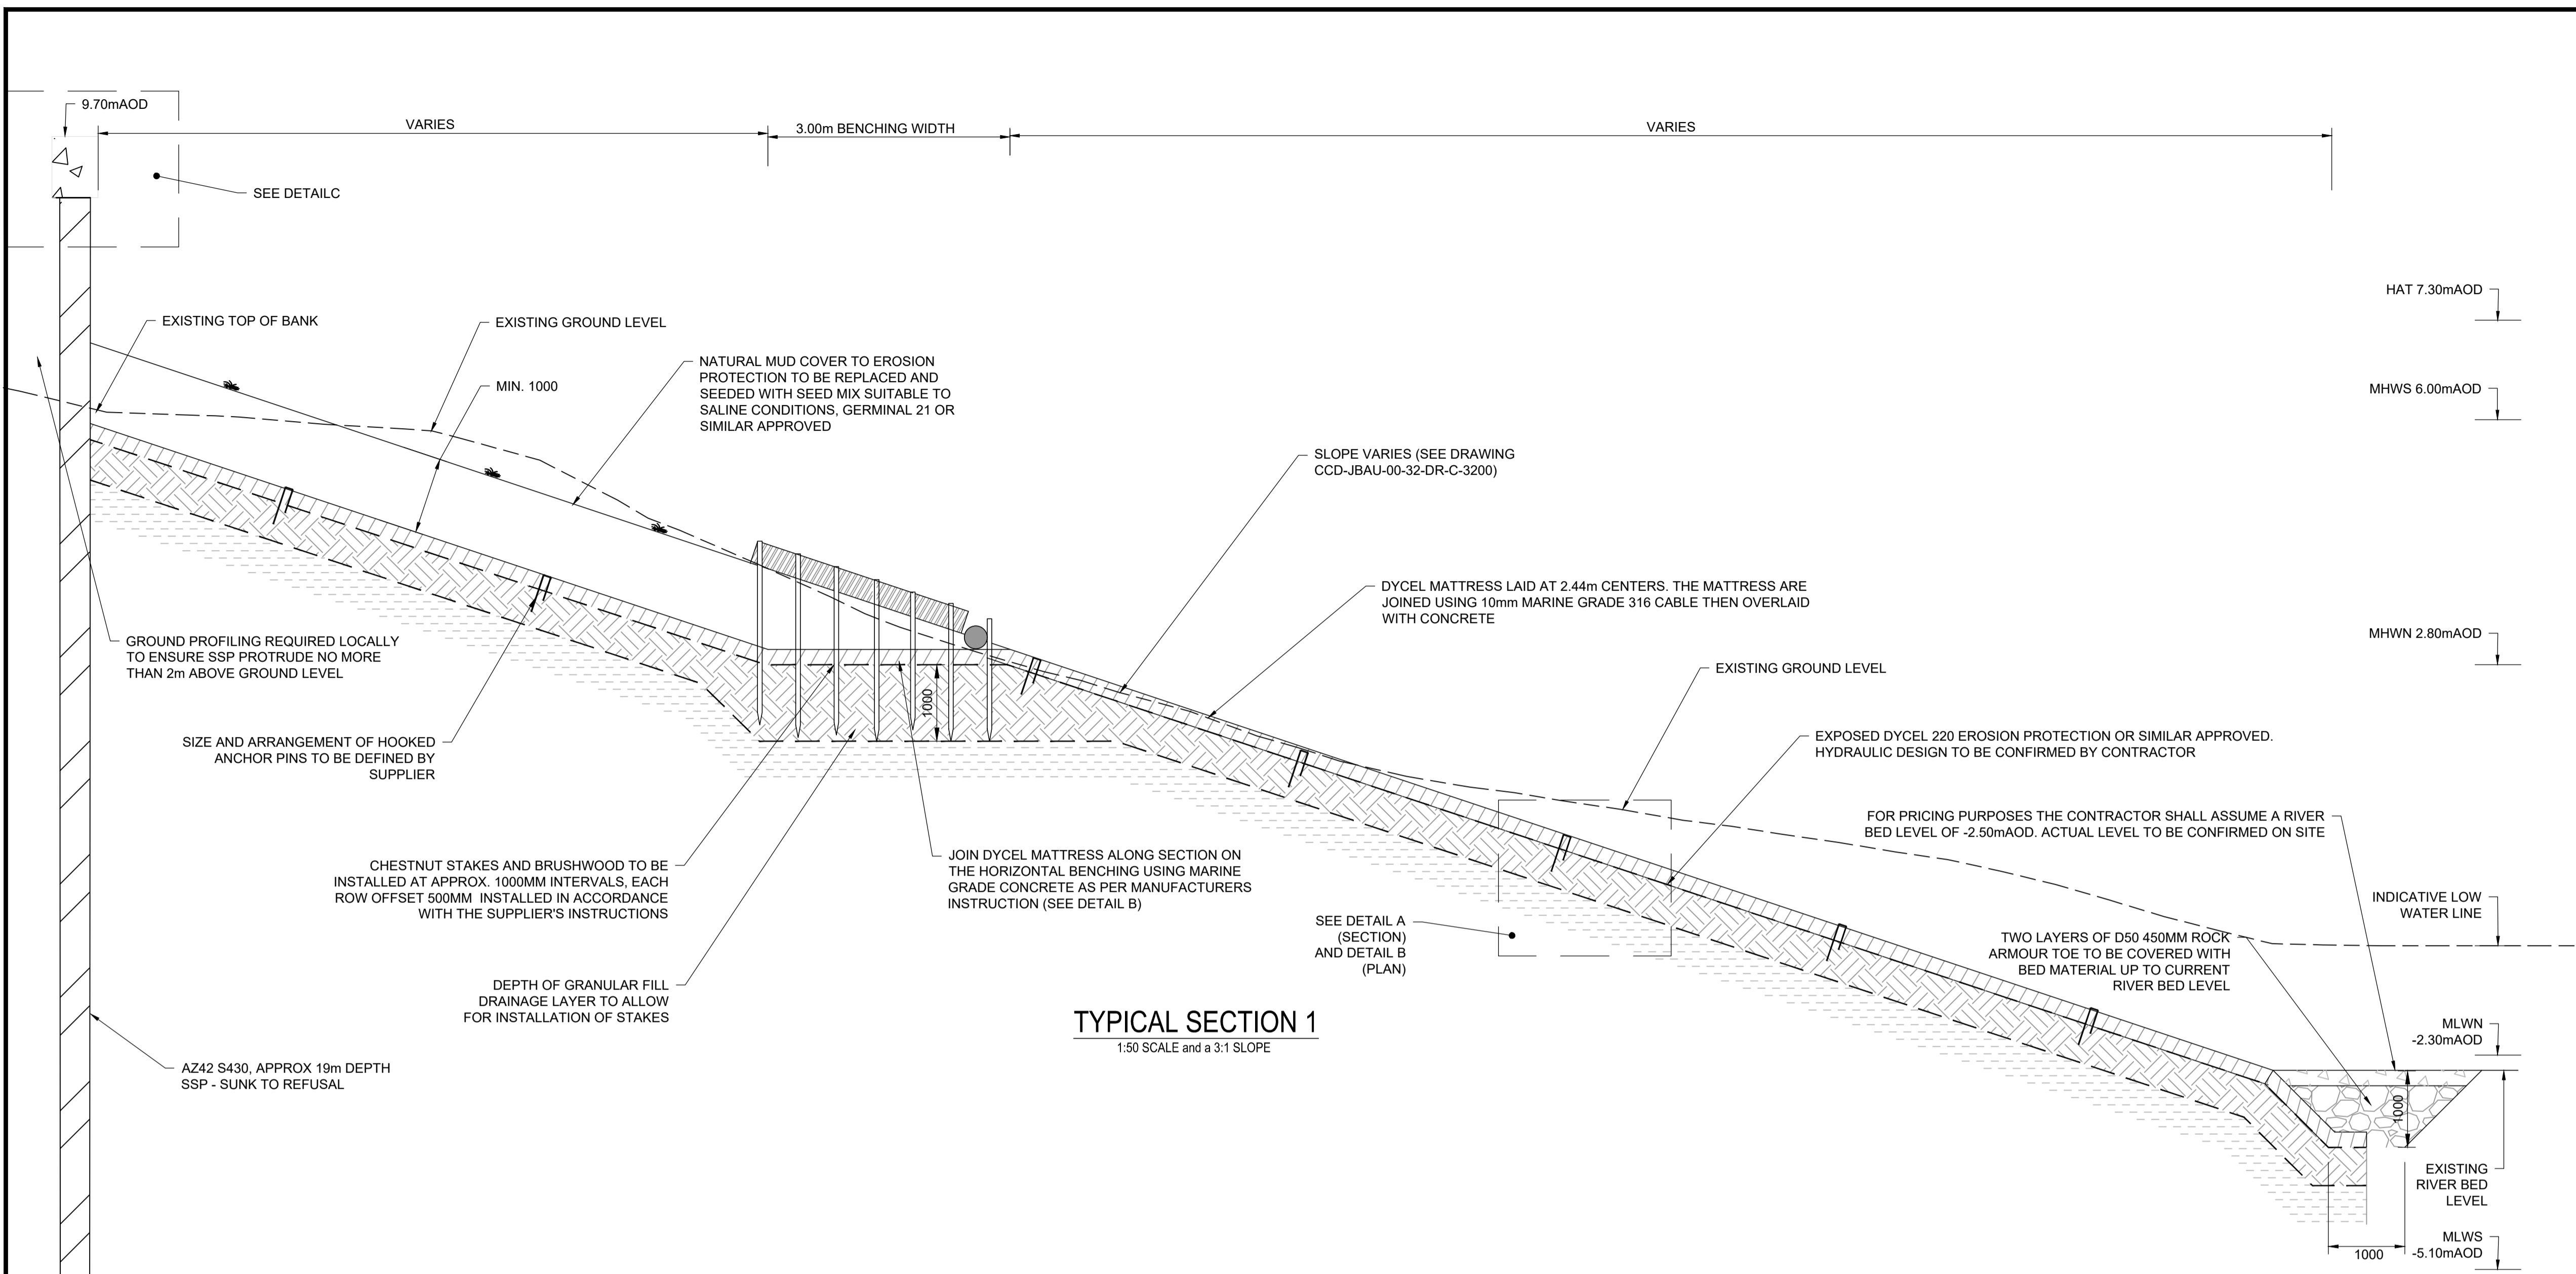 9.70mAOD
VARIES
3.00m BENCHING WIDTH
VARIES
SEE DETAILC
HAT 7.30mAOD
EXISTING TOP OF BANK
EXISTING GROUND LEVEL
MIN. 1000
NATURAL MUD COVER TO EROSION
PROTECTION TO BE REPLACED AND
SEEDED WITH SEED MIX SUITABLE TO
SALINE CONDITIONS, GERMINAL 21 OR
SIMILAR APPROVED
MHWS 6.00mAOD
SLOPE VARIES (SEE DRAWING
CCD-JBAU-00-32-DR-C-3200)
DYCEL MATTRESS LAID AT 2.44m CENTERS. THE MATTRESS ARE
JOINED USING 10mm MARINE GRADE 316 CABLE THEN OVERLAID
WITH CONCRETE
MHWN 2.80mAOD
GROUND PROFILING REQUIRED LOCALLY
TO ENSURE SSP PROTRUDE NO MORE
THAN 2m ABOVE GROUND LEVEL
EXISTING GROUND LEVEL
1000
SIZE AND ARRANGEMENT OF HOOKED
ANCHOR PINS TO BE DEFINED BY
SUPPLIER
EXPOSED DYCEL 220 EROSION PROTECTION OR SIMILAR APPROVED.
HYDRAULIC DESIGN TO BE CONFIRMED BY CONTRACTOR
FOR PRICING PURPOSES THE CONTRACTOR SHALL ASSUME A RIVER
BED LEVEL OF -2.50mAOD. ACTUAL LEVEL TO BE CONFIRMED ON SITE
CHESTNUT STAKES AND BRUSHWOOD TO BE
INSTALLED AT APPROX. 1000MM INTERVALS, EACH
ROW OFFSET 500MM INSTALLED IN ACCORDANCE
WITH THE SUPPLIER'S INSTRUCTIONS
JOIN DYCEL MATTRESS ALONG SECTION ON
THE HORIZONTAL BENCHING USING MARINE
GRADE CONCRETE AS PER MANUFACTURERS
INSTRUCTION (SEE DETAIL B)
INDICATIVE LOW
WATER LINE
SEE DETAIL A
(SECTION)
AND DETAIL B
(PLAN)
TWO LAYERS OF D50 450MM ROCK
ARMOUR TOE TO BE COVERED WITH
BED MATERIAL UP TO CURRENT
RIVER BED LEVEL
DEPTH OF GRANULAR FILL
DRAINAGE LAYER TO ALLOW
FOR INSTALLATION OF STAKES
TYPICAL SECTION 1
1:50 SCALE and a 3:1 SLOPE
MLWN
-2.30mAOD
AZ42 S430, APPROX 19m DEPTH
SSP - SUNK TO REFUSAL
1000
EXISTING
RIVER BED
LEVEL
1000
MLWS
-5.10mAOD